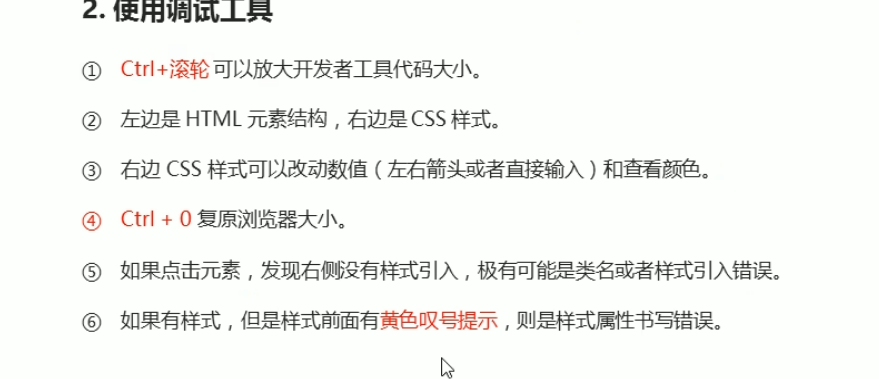 2. 使用调试工具
① Ctrl+滚轮 可以放大开发者工具代码大小。
② 左边是 HTML 元素结构，右边是 CSS 样式。
③ 右边 CSS 样式可以改动数值（左右箭头或者直接输入）和查看颜色。
④ Ctrl + 0 复原浏览器大小。
⑤ 如果点击元素，发现右侧没有样式引入，极有可能是类名或者样式引入错误。
⑥ 如果有样式，但是样式前面有黄色叹号提示，则是样式属性书写错误。